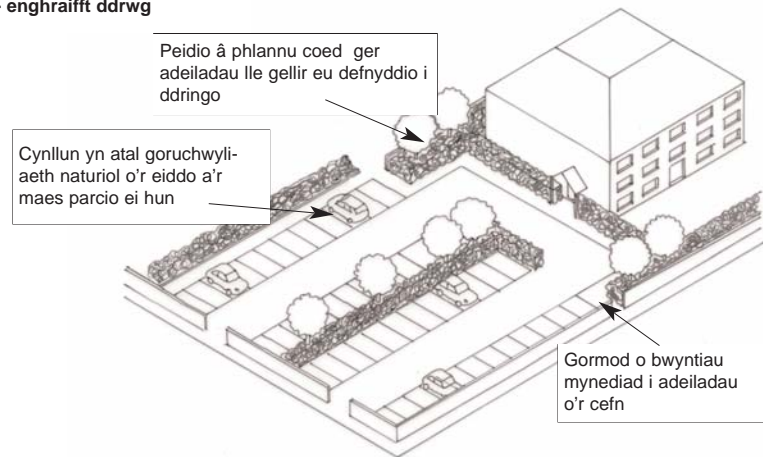 enghraifft ddrwg
Peidio â phlannu coed ger
adeiladau lle gellir eu defnyddio i
ddringo
Cynllun yn atal goruchwyli-
aeth naturiol o'r eiddo a'r
maes parcio ei hun
Gormod o bwyntiau
mynediad i adeiladau
o'r cefn